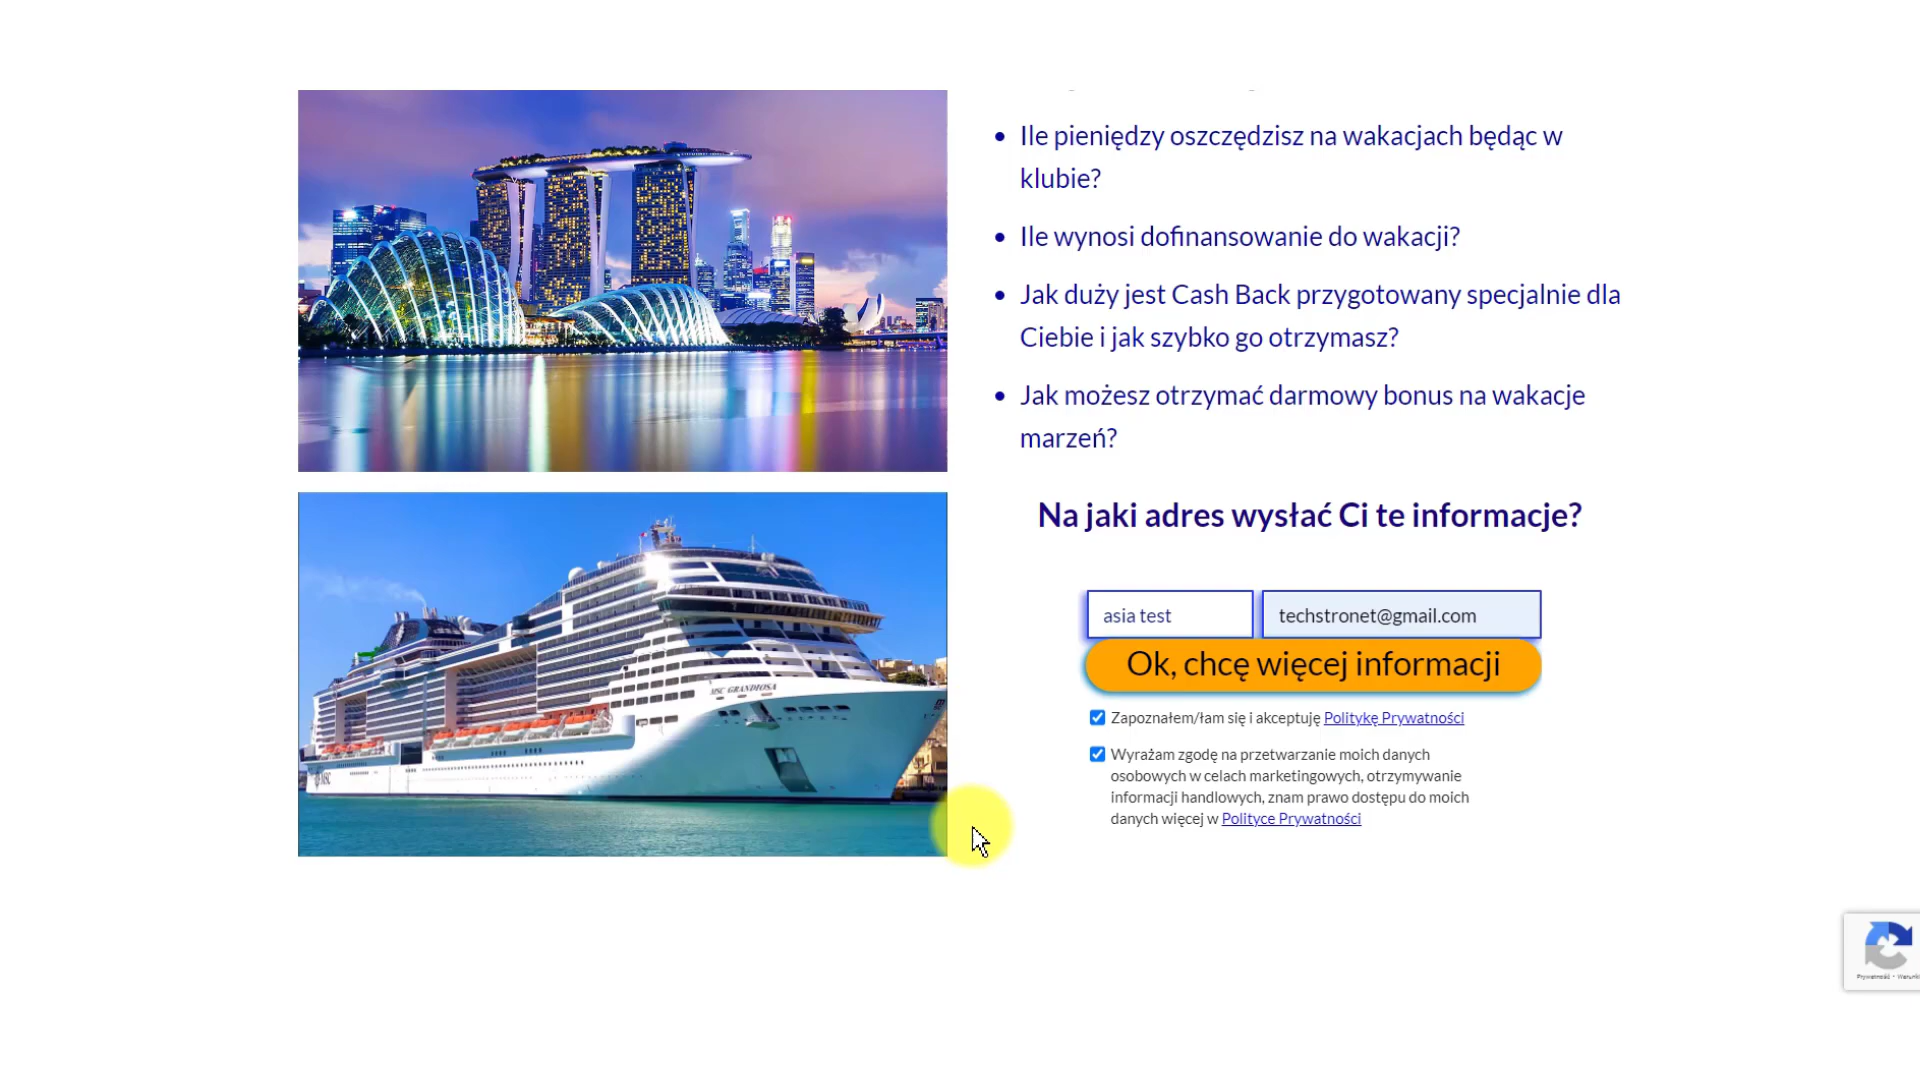 Ile pieniędzy oszczędzisz na wakacjach będąc w
klubie?
Ile wynosi dofinansowanie do wakacji?
Jak duży jest Cash Back przygotowany specjalnie dla
Ciebie i jak szybko go otrzymasz?
Jak możesz otrzymać darmowy bonus na wakacje
marzeń?
Na jaki adres wysłać Ci te informacje?
asia test
techstronet@gmail.com
Ok, chcę więcej informacji
Zapoznałem/łam się i akceptuję Politykę Prywatności
Wyrażam zgodę na przetwarzanie moich danych
osobowych w celach marketingowych, otrzymywanie
informacji handlowych, znam prawo dostępu do moich
danych więcej w Polityce Prywatności
MSC GRANDIOSA
MSC